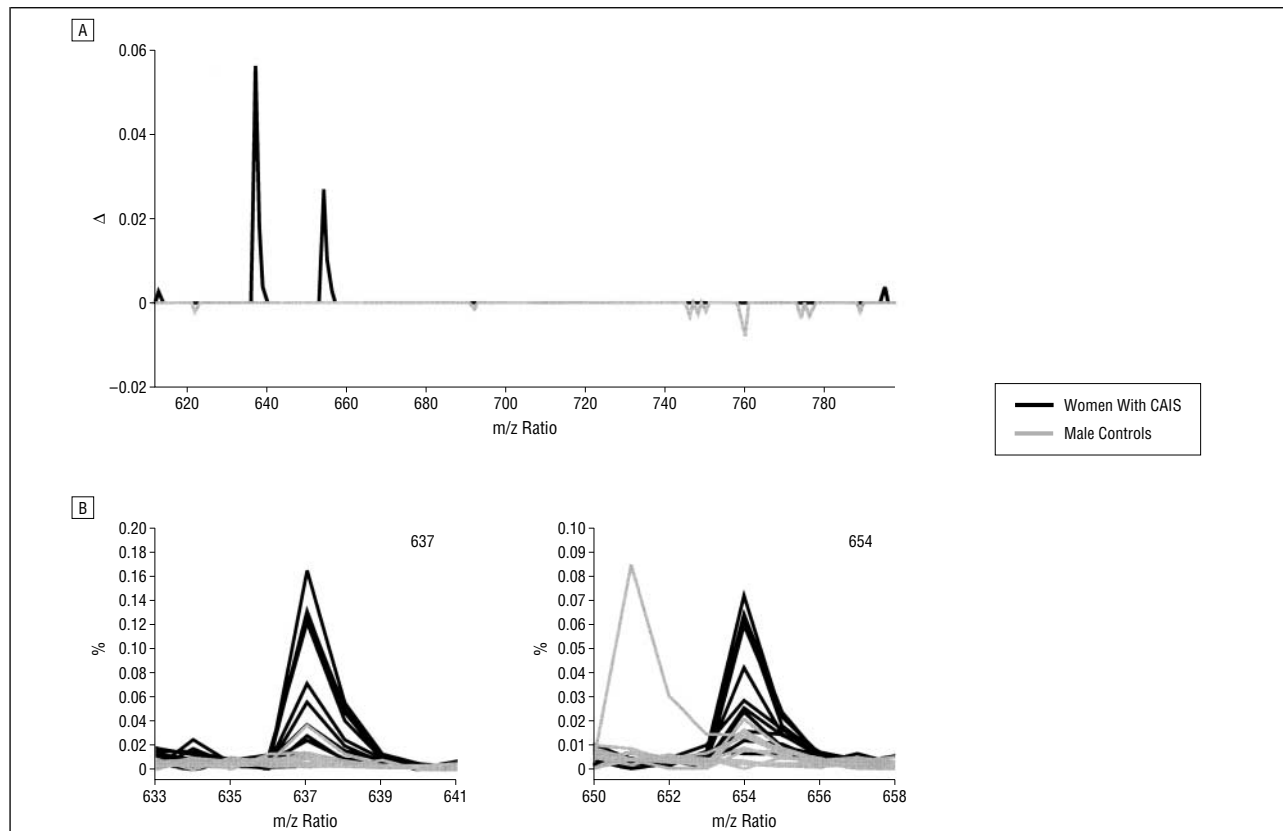 A
0.06
0.04
0.02
0
−0.02
Δ
620 640 660 680 700 720 740 760 780
m/z Ratio
Women With CAIS
Male Controls
B
637
0.20
0.18
0.16
0.14
0.12
0.10
0.08
0.06
0.04
0.02
0
%
633 635 637 639 641
m/z Ratio
654
0.10
0.09
0.08
0.07
0.06
0.05
0.04
0.03
0.02
0.01
0
%
650 652 654 656 658
m/z Ratio